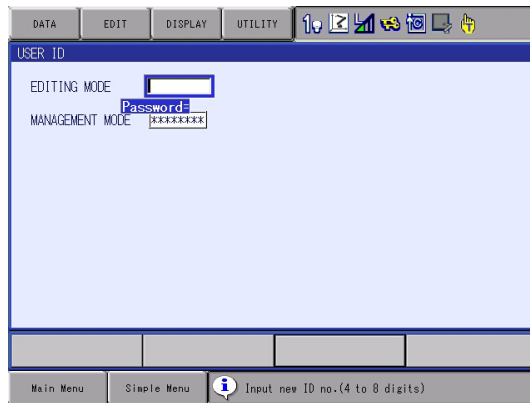 DATA EDIT DISPLAY UTILITY
USER ID
EDITING MODE
Password=
MANAGEMENT MODE ********
Main Menu Simple Menu Input new ID no.(4 to 8 digits)